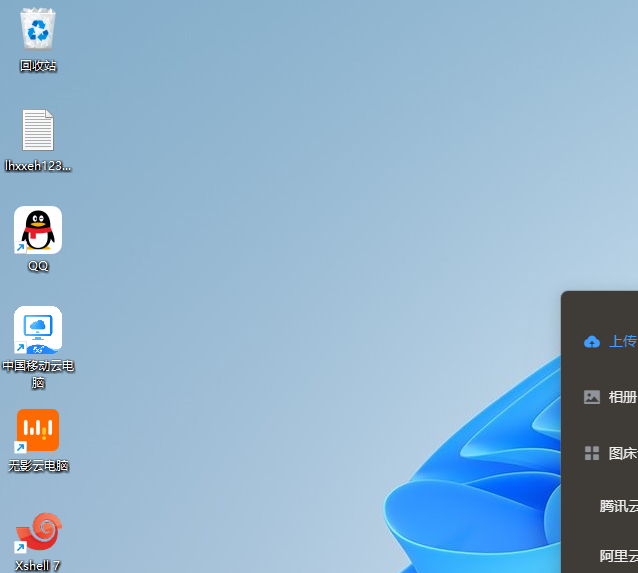 回收站
lhxxeh123...
QQ
中国移动云电
脑
无影云电脑
Xshell 7
上传
相册
图床
腾讯云
阿里云